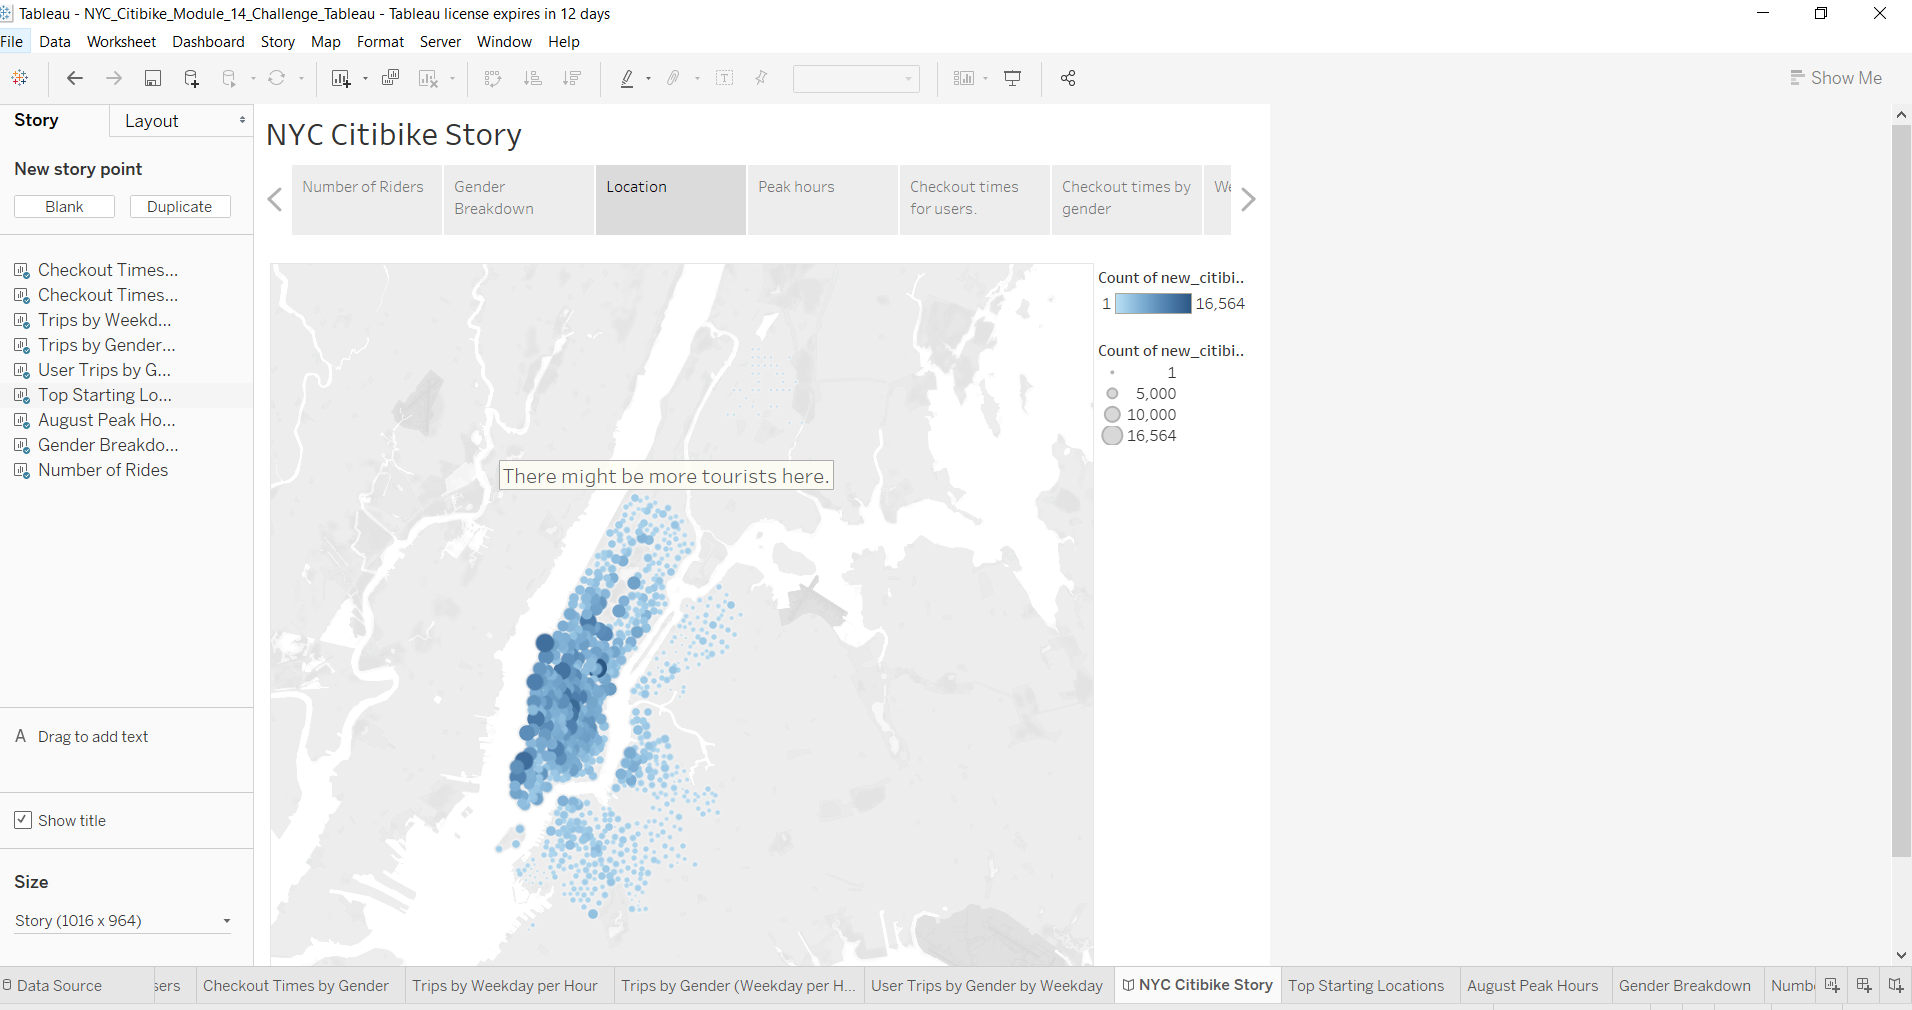 Tableau - NYC_Citibike_Module_14_Challenge_Tableau - Tableau license expires in 12 days
File Data Worksheet Dashboard Story Map Format Server Window Help
Show Me
Story Layout
New story point
Blank Duplicate
Checkout Times...
Checkout Times...
Trips by Weekd...
Trips by Gender...
User Trips by G...
Top Starting Lo...
August Peak Ho...
Gender Breakdo...
Number of Rides
A Drag to add text
Show title
Size
Story (1016 x 964)
NYC Citibike Story
Number of Riders
Gender
Breakdown
Location
Peak hours
Checkout times
for users.
Checkout times by
gender
We
There might be more tourists here.
Count of new_citibi..
1 16,564
Count of new_citibi..
1
5,000
10,000
16,564
Data Source sers Checkout Times by Gender Trips by Weekday per Hour Trips by Gender (Weekday per H... User Trips by Gender by Weekday NYC Citibike Story Top Starting Locations August Peak Hours Gender Breakdown Numb